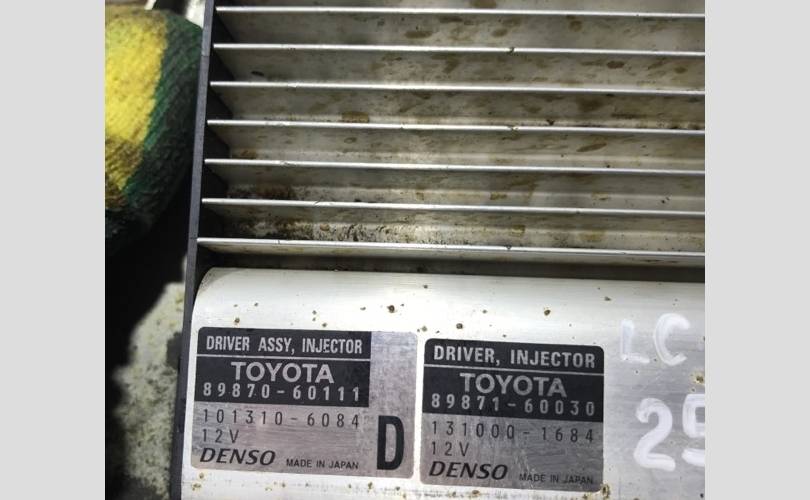 DRIVER ASSY, INJECTOR
TOYOTA
89870-60111
101310-6084
12V
D
DENSO MADE IN JAPAN
DRIVER, INJECTOR
TOYOTA
89871-60030
131000-1684
12V
DENSO MADE IN JAPAN
LC
25